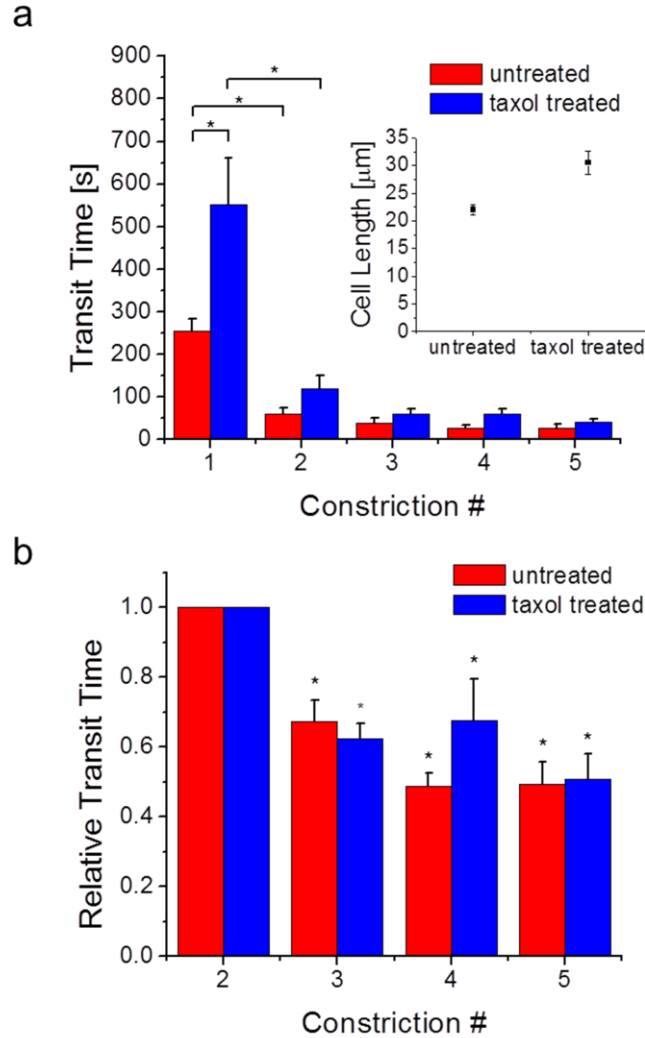 a
900
800
700
600
500
400
300
200
100
0
Transit Time [s]
*
*
*
untreated
taxol treated
35
30
25
20
15
10
5
0
Cell Length [μm]
untreated taxol treated
1 2 3 4 5
Constriction #
b
untreated
taxol treated
1.0
0.8
0.6
0.4
0.2
0.0
Relative Transit Time
* * * * * *
2 3 4 5
Constriction #